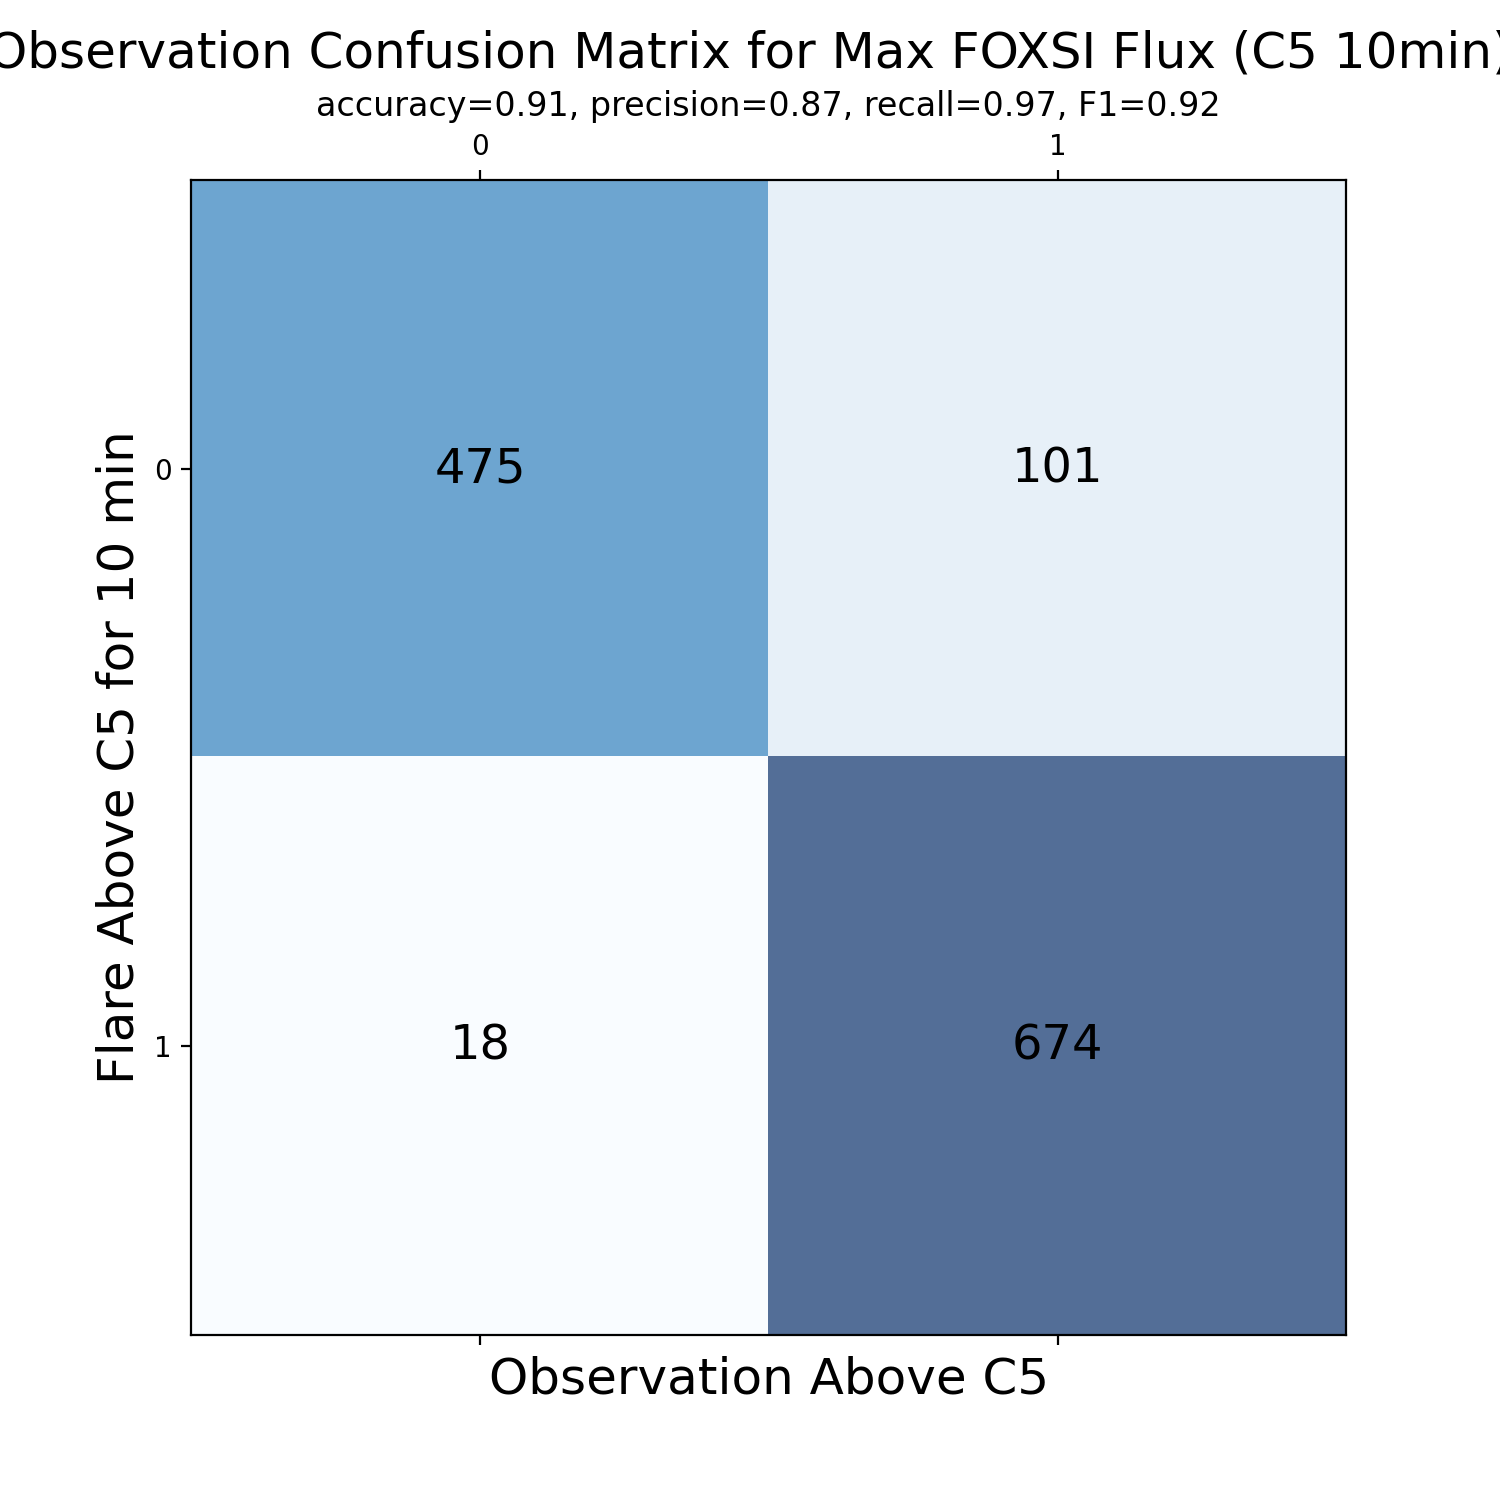 Observation Confusion Matrix for Max FOXSI Flux (C5 10min)
accuracy=0.91, precision=0.87, recall=0.97, F1=0.92
0 1
Flare Above C5 for 10 min
0 475 101
1 18 674
Observation Above C5